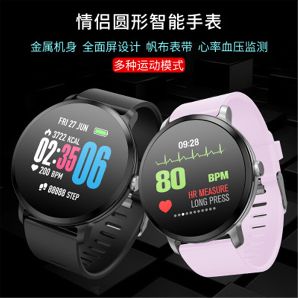 情侣圆形智能手表
金属机身 全面屏设计 帆布表带 心率血压监测
多种运动模式
FRI 27 JUN
3722 KCAL
02:35 06
200 BPM
88888 STEP
09:28
80 BPM
HR MEASURE
LONG PRESS